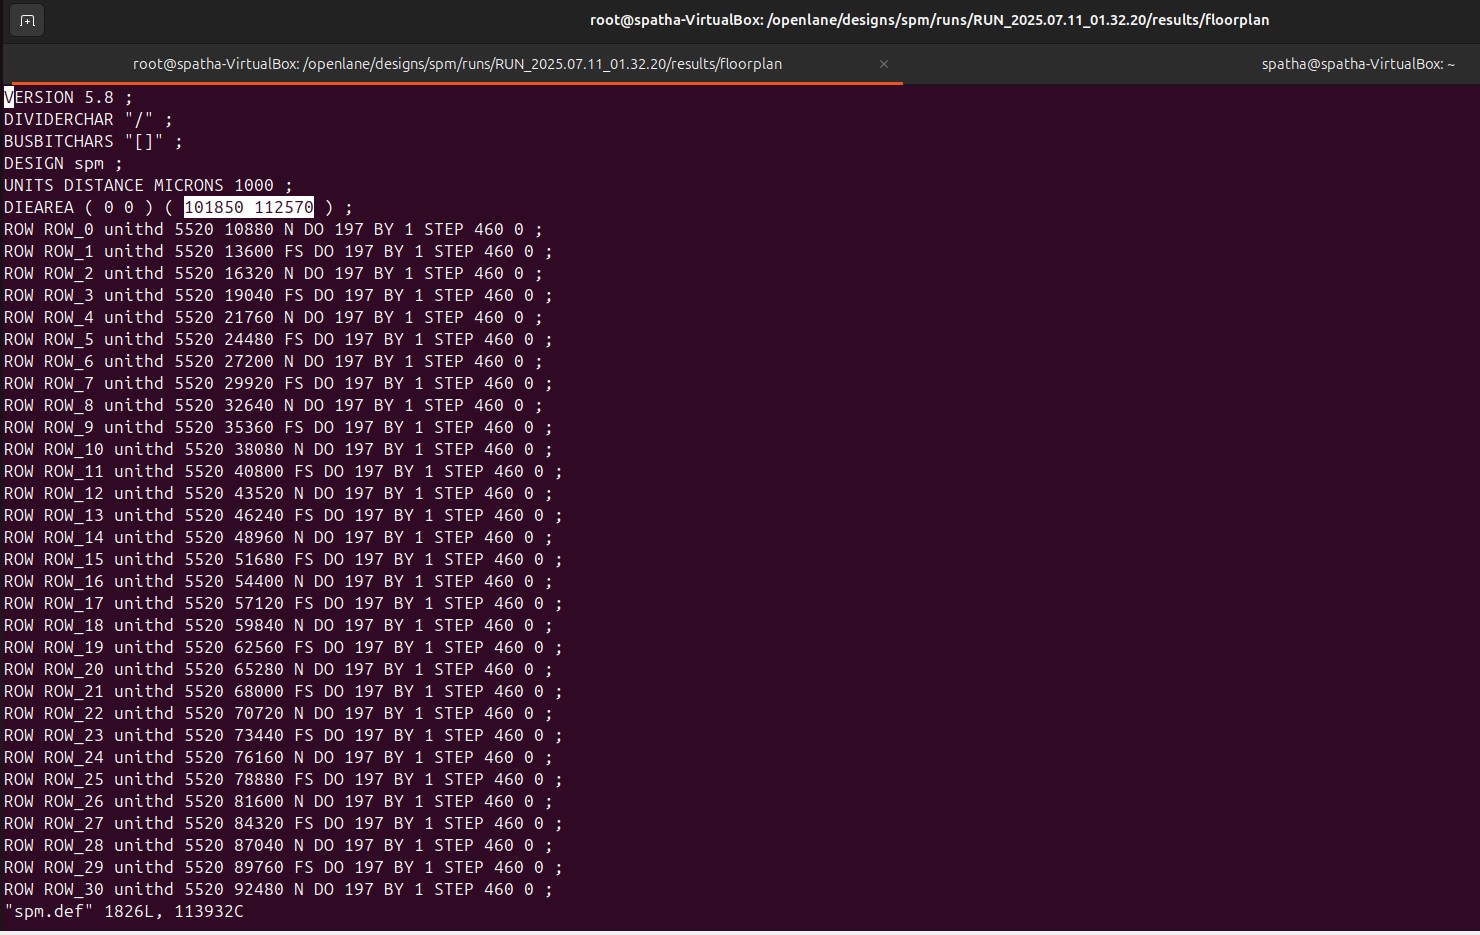 root@spatha-VirtualBox: /openlane/designs/spm/runs/RUN_2025.07.11_01.32.20/results/floorplan
root@spatha-VirtualBox: /openlane/designs/spm/runs/RUN_2025.07.11_01.32.20/results/floorplan × spatha@spatha-VirtualBox: ~
VERSION 5.8 ;
DIVIDERCHAR "/" ;
BUSBITCHARS "[]" ;
DESIGN spm ;
UNITS DISTANCE MICRONS 1000 ;
DIEAREA ( 0 0 ) ( 101850 112570 ) ;
ROW ROW_0 unithd 5520 10880 N DO 197 BY 1 STEP 460 0 ;
ROW ROW_1 unithd 5520 13600 FS DO 197 BY 1 STEP 460 0 ;
ROW ROW_2 unithd 5520 16320 N DO 197 BY 1 STEP 460 0 ;
ROW ROW_3 unithd 5520 19040 FS DO 197 BY 1 STEP 460 0 ;
ROW ROW_4 unithd 5520 21760 N DO 197 BY 1 STEP 460 0 ;
ROW ROW_5 unithd 5520 24480 FS DO 197 BY 1 STEP 460 0 ;
ROW ROW_6 unithd 5520 27200 N DO 197 BY 1 STEP 460 0 ;
ROW ROW_7 unithd 5520 29920 FS DO 197 BY 1 STEP 460 0 ;
ROW ROW_8 unithd 5520 32640 N DO 197 BY 1 STEP 460 0 ;
ROW ROW_9 unithd 5520 35360 FS DO 197 BY 1 STEP 460 0 ;
ROW ROW_10 unithd 5520 38080 N DO 197 BY 1 STEP 460 0 ;
ROW ROW_11 unithd 5520 40800 FS DO 197 BY 1 STEP 460 0 ;
ROW ROW_12 unithd 5520 43520 N DO 197 BY 1 STEP 460 0 ;
ROW ROW_13 unithd 5520 46240 FS DO 197 BY 1 STEP 460 0 ;
ROW ROW_14 unithd 5520 48960 N DO 197 BY 1 STEP 460 0 ;
ROW ROW_15 unithd 5520 51680 FS DO 197 BY 1 STEP 460 0 ;
ROW ROW_16 unithd 5520 54400 N DO 197 BY 1 STEP 460 0 ;
ROW ROW_17 unithd 5520 57120 FS DO 197 BY 1 STEP 460 0 ;
ROW ROW_18 unithd 5520 59840 N DO 197 BY 1 STEP 460 0 ;
ROW ROW_19 unithd 5520 62560 FS DO 197 BY 1 STEP 460 0 ;
ROW ROW_20 unithd 5520 65280 N DO 197 BY 1 STEP 460 0 ;
ROW ROW_21 unithd 5520 68000 FS DO 197 BY 1 STEP 460 0 ;
ROW ROW_22 unithd 5520 70720 N DO 197 BY 1 STEP 460 0 ;
ROW ROW_23 unithd 5520 73440 FS DO 197 BY 1 STEP 460 0 ;
ROW ROW_24 unithd 5520 76160 N DO 197 BY 1 STEP 460 0 ;
ROW ROW_25 unithd 5520 78880 FS DO 197 BY 1 STEP 460 0 ;
ROW ROW_26 unithd 5520 81600 N DO 197 BY 1 STEP 460 0 ;
ROW ROW_27 unithd 5520 84320 FS DO 197 BY 1 STEP 460 0 ;
ROW ROW_28 unithd 5520 87040 N DO 197 BY 1 STEP 460 0 ;
ROW ROW_29 unithd 5520 89760 FS DO 197 BY 1 STEP 460 0 ;
ROW ROW_30 unithd 5520 92480 N DO 197 BY 1 STEP 460 0 ;
"spm.def" 1826L, 113932C